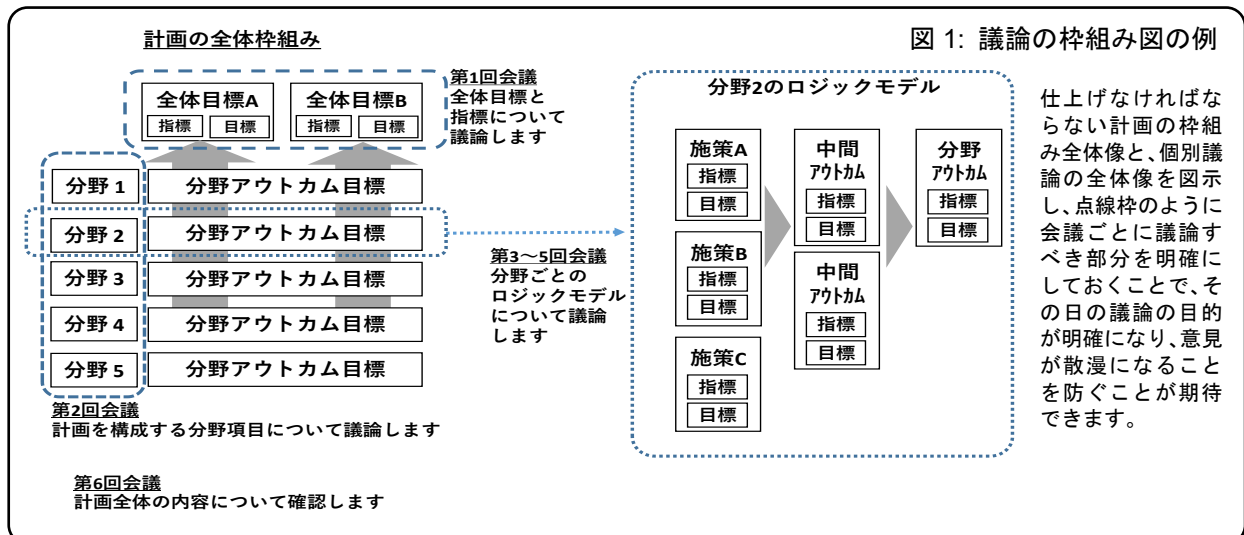 図 1: 議論の枠組み図の例
計画の全体枠組み
第1回会議
全体目標と
指標について
議論します
全体目標A
指標 目標
全体目標B
指標 目標
分野 1 分野アウトカム目標
分野 2 分野アウトカム目標
分野 3 分野アウトカム目標
分野 4 分野アウトカム目標
分野 5 分野アウトカム目標
第2回会議
計画を構成する分野項目について議論します
第3～5回会議
分野ごとの
ロジックモデル
について議論
します
第6回会議
計画全体の内容について確認します
分野2のロジックモデル
施策A
指標
目標
施策B
指標
目標
施策C
指標
目標
中間
アウトカム
指標
目標
中間
アウトカム
指標
目標
分野
アウトカム
指標
目標
仕上げなければな
らない計画の枠組
み全体像と、個別議
論の全体像を図示
し、点線枠のように
会議ごとに議論す
べき部分を明確に
しておくことで、そ
の日の議論の目的
が明確になり、意見
が散漫になること
を防ぐことが期待
できます。